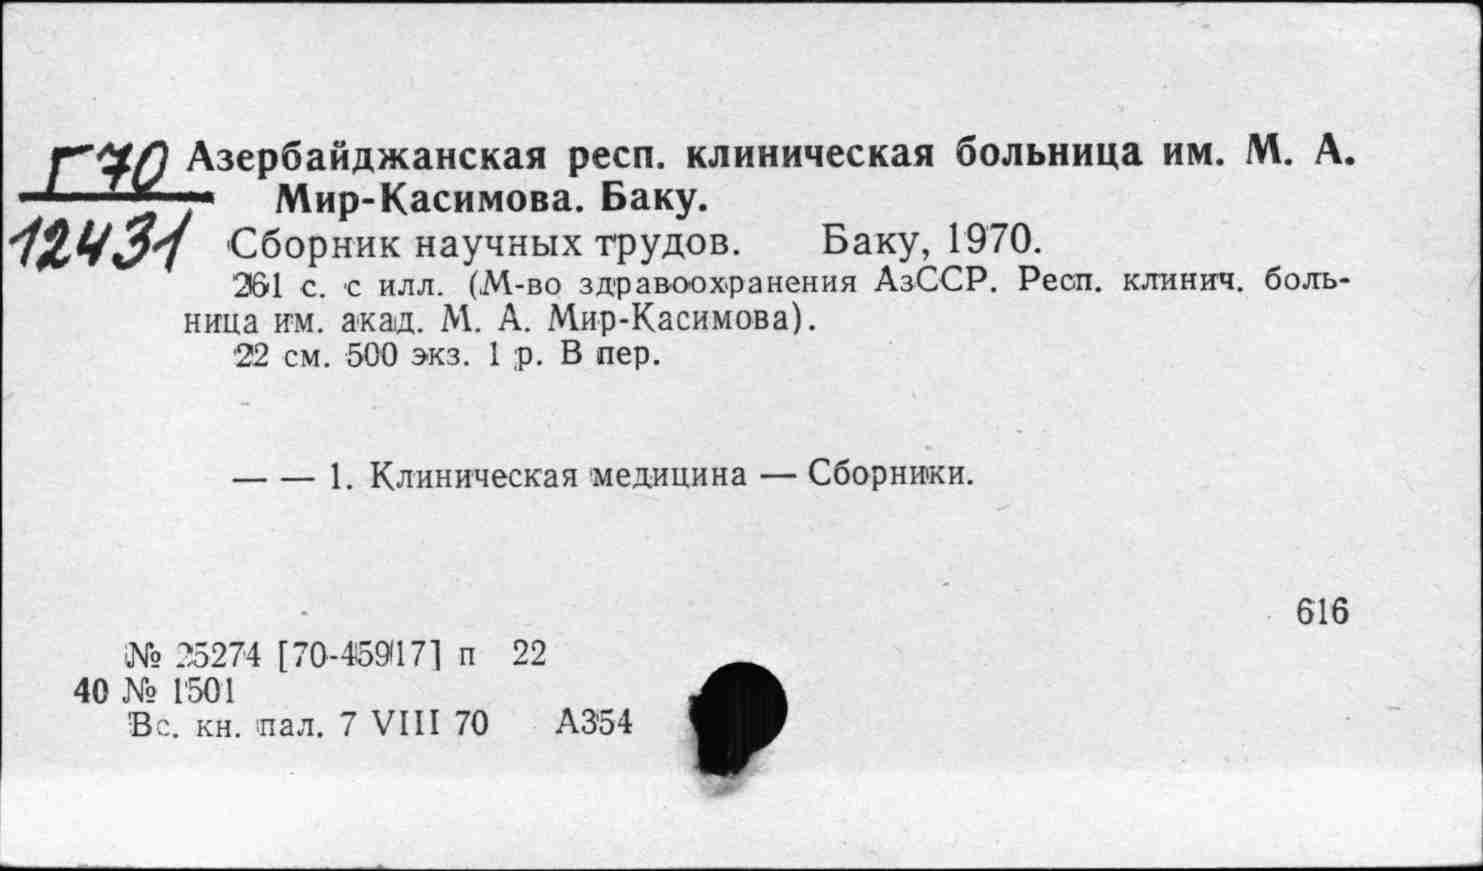 Г70 Азербайджанская респ. клиническая больница им. М. А.
Мир-Касимова. Баку.
12431 Сборник научных трудов. Баку, 1970.
261 с. с илл. (М-во здравоохранения АзССР. Респ. клинич. боль-
ница им. акад. М. А. Мир-Касимова).
22 см. 500 экз. 1 р. В пер.
— — 1. Клиническая медицина — Сборники.
616
№ 25274 [70-45917] п 22
40 № 1501
Вс. кн. пал. 7 VIII 70 А354